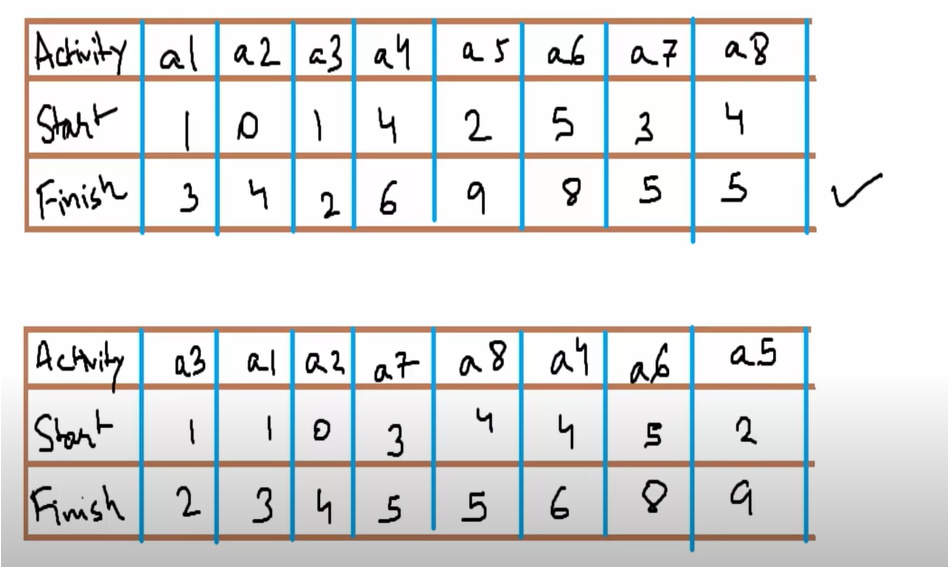 Activity a1 a2 a3 a4 a5 a6 a7 a8
Start 1 0 1 4 2 5 3 4
Finish 3 4 2 6 9 8 5 5
Activity a3 a1 a2 a7 a8 a4 a6 a5
Start 1 1 0 3 4 4 5 2
Finish 2 3 4 5 5 6 8 9